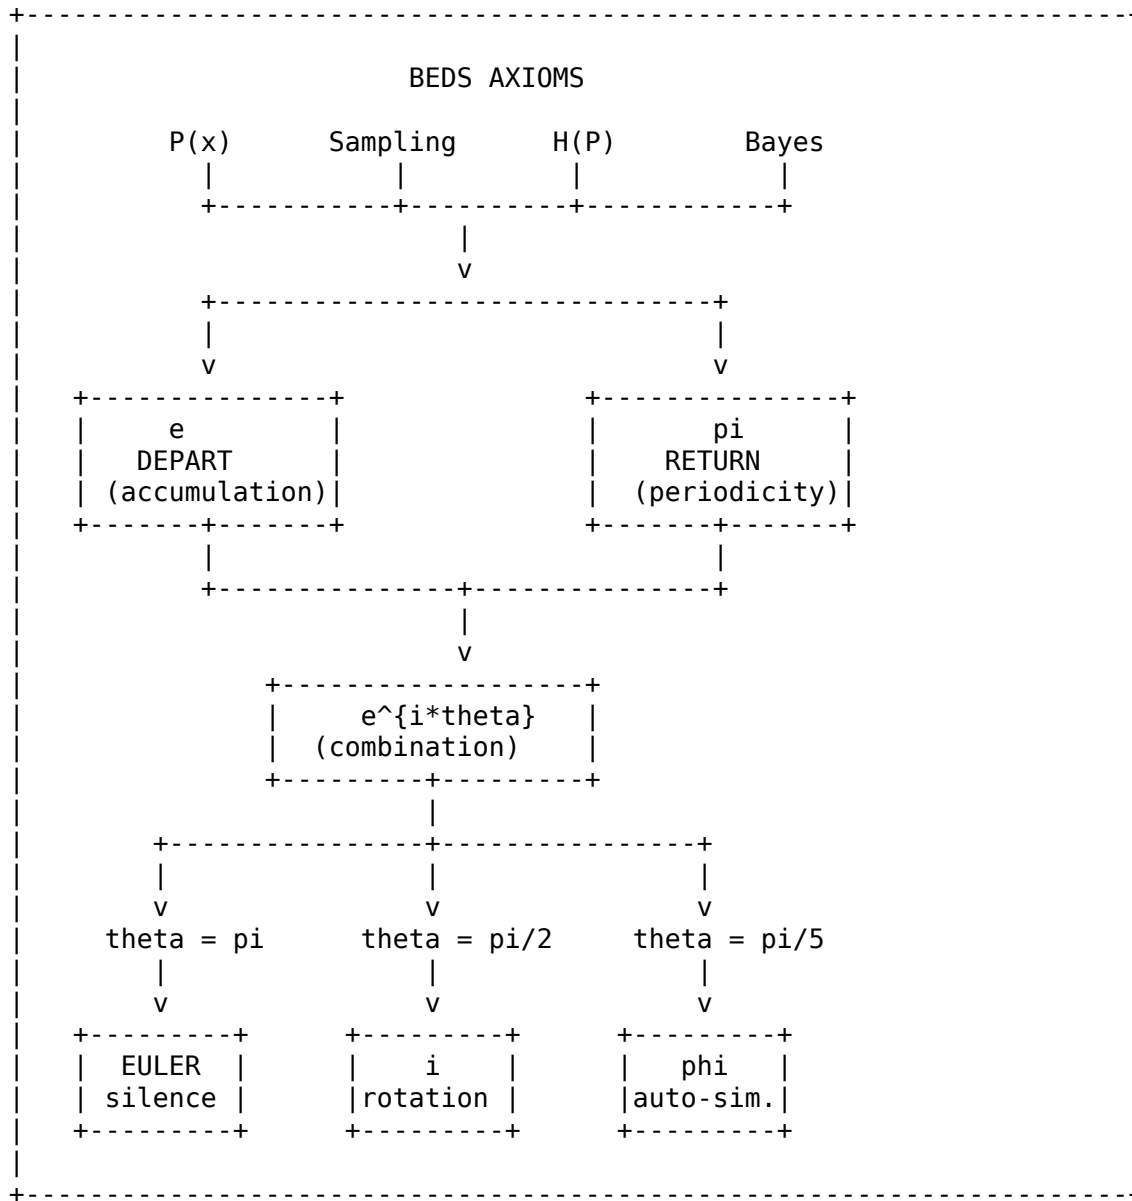 BEDS AXIOMS
P(x) Sampling H(P) Bayes
e pi
DEPART RETURN
(accumulation) (periodicity)
e^{i*theta}
(combination)
theta = pi theta = pi/2 theta = pi/5
EULER i phi
silence rotation auto-sim.